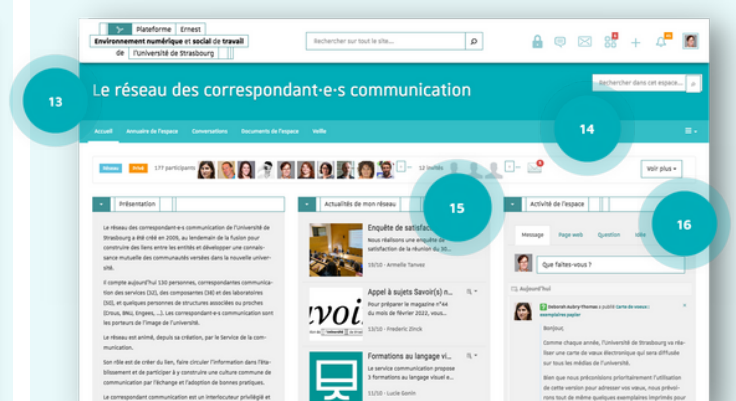 Plateforme Ernest
Environnement numérique et social de travail
de l'Université de Strasbourg
Rechercher sur tout le site...
13
Le réseau des correspondant·e·s communication
Rechercher dans cet espace...
14
Accueil Annuaire de l'espace Conversations Documents de l'espace Veille
Réseau Privé 177 participants 12 invités Voir plus
15
16
Présentation
Le réseau des correspondant·e·s communication de l'Université de
Strasbourg a été créé en 2009, au lendemain de la fusion pour
construire des liens entre les entités et développer une connais-
sance mutuelle des communautés versées dans la nouvelle univer-
sité.
Il compte aujourd'hui 130 personnes, correspondantes communica-
tion des services (32), des composantes (38) et des laboratoires
(50), et quelques personnes de structures associées ou proches
(Crous, BNU, Engees, ...). Les correspondant·e·s communication sont
les porteurs de l'image de l'université.
Le réseau est animé, depuis sa création, par le Service de la com-
munication.
Son rôle est de créer du lien, faire circuler l'information dans l'éta-
blissement et de participer à y construire une culture commune de
communication par l'échange et l'adoption de bonnes pratiques.
Le correspondant communication est un interlocuteur privilégié et
Actualités de mon réseau
Enquête de satisfac
Nous réalisons une enquête de
satisfaction de la réunion du 30...
19/10 - Armelle Tanvez
Appel à sujets Savoir(s) n...
Pour préparer le magazine n°44
du mois de février 2022, vous...
13/10 - Frederic Zinck
Formations au langage vi...
Le service communication propose
3 formations au langage visuel o...
11/10 - Lucie Gonin
Activité de l'espace
Message Page web Question Idée
Que faites-vous ?
Aujourd'hui
Deborah Aubry-Thomas a publié Carte de voeux :
exemplaires papier
Bonjour,
Comme chaque année, l'Université de Strasbourg va réa-
liser une carte de vœux électronique qui sera diffusée
sur tous les médias de l'université.
Bien que nous préconisions prioritairement l'utilisation
de cette version pour adresser vos vœux, nous prévoi-
rons tout de même quelques exemplaires imprimés pour